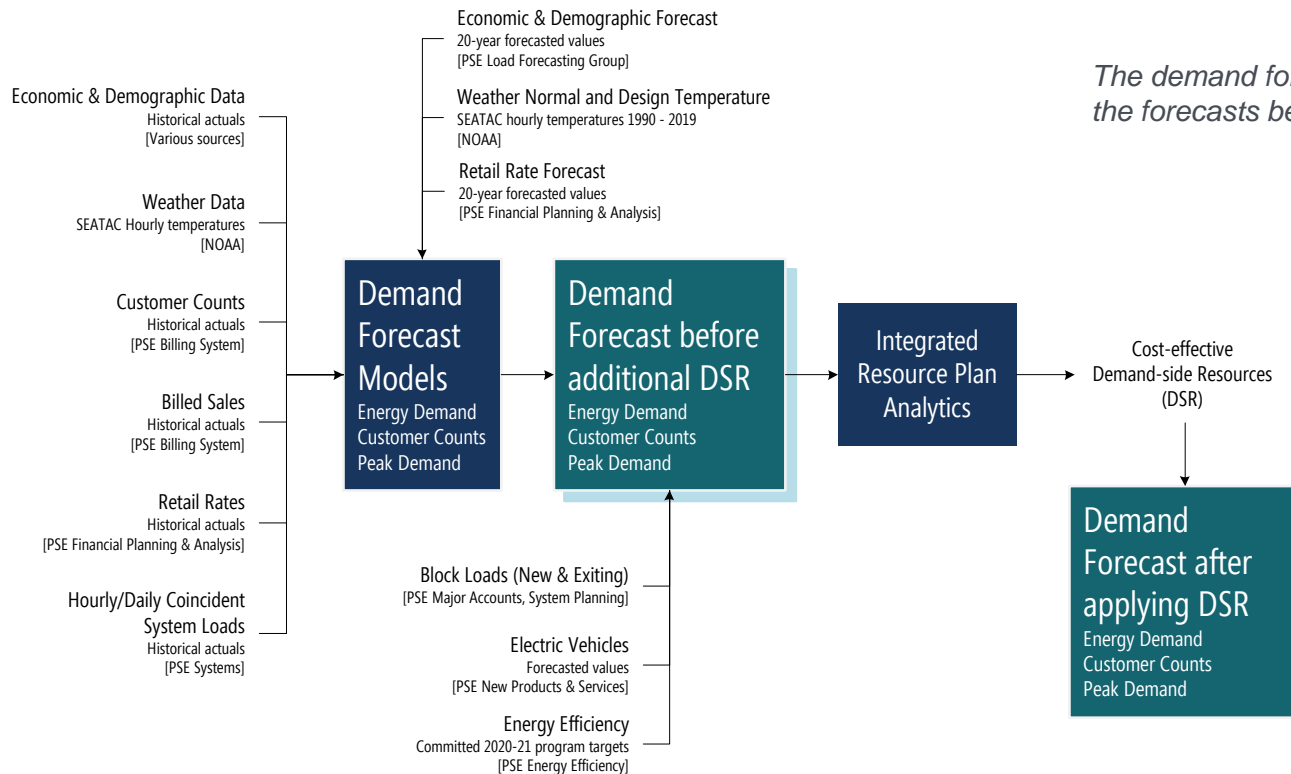 Economic & Demographic Forecast
20-year forecasted values
[PSE Load Forecasting Group]
Weather Normal and Design Temperature
SEATAC hourly temperatures 1990 - 2019
[NOAA]
Retail Rate Forecast
20-year forecasted values
[PSE Financial Planning & Analysis]
The demand
the forecasts
Economic & Demographic Data
Historical actuals
[Various sources]
Weather Data
SEATAC Hourly temperatures
[NOAA]
Customer Counts
Historical actuals
[PSE Billing System]
Billed Sales
Historical actuals
[PSE Billing System]
Retail Rates
Historical actuals
[PSE Financial Planning & Analysis]
Hourly/Daily Coincident
System Loads
Historical actuals
[PSE Systems]
Demand
Forecast
Models
Energy Demand
Customer Counts
Peak Demand
Demand
Forecast before
additional DSR
Energy Demand
Customer Counts
Peak Demand
Integrated
Resource Plan
Analytics
Cost-effective
Demand-side Resources
(DSR)
Block Loads (New & Exiting)
[PSE Major Accounts, System Planning]
Electric Vehicles
Forecasted values
[PSE New Products & Services]
Energy Efficiency
Committed 2020-21 program targets
[PSE Energy Efficiency]
Demand
Forecast after
applying DSR
Energy Demand
Customer Counts
Peak Demand